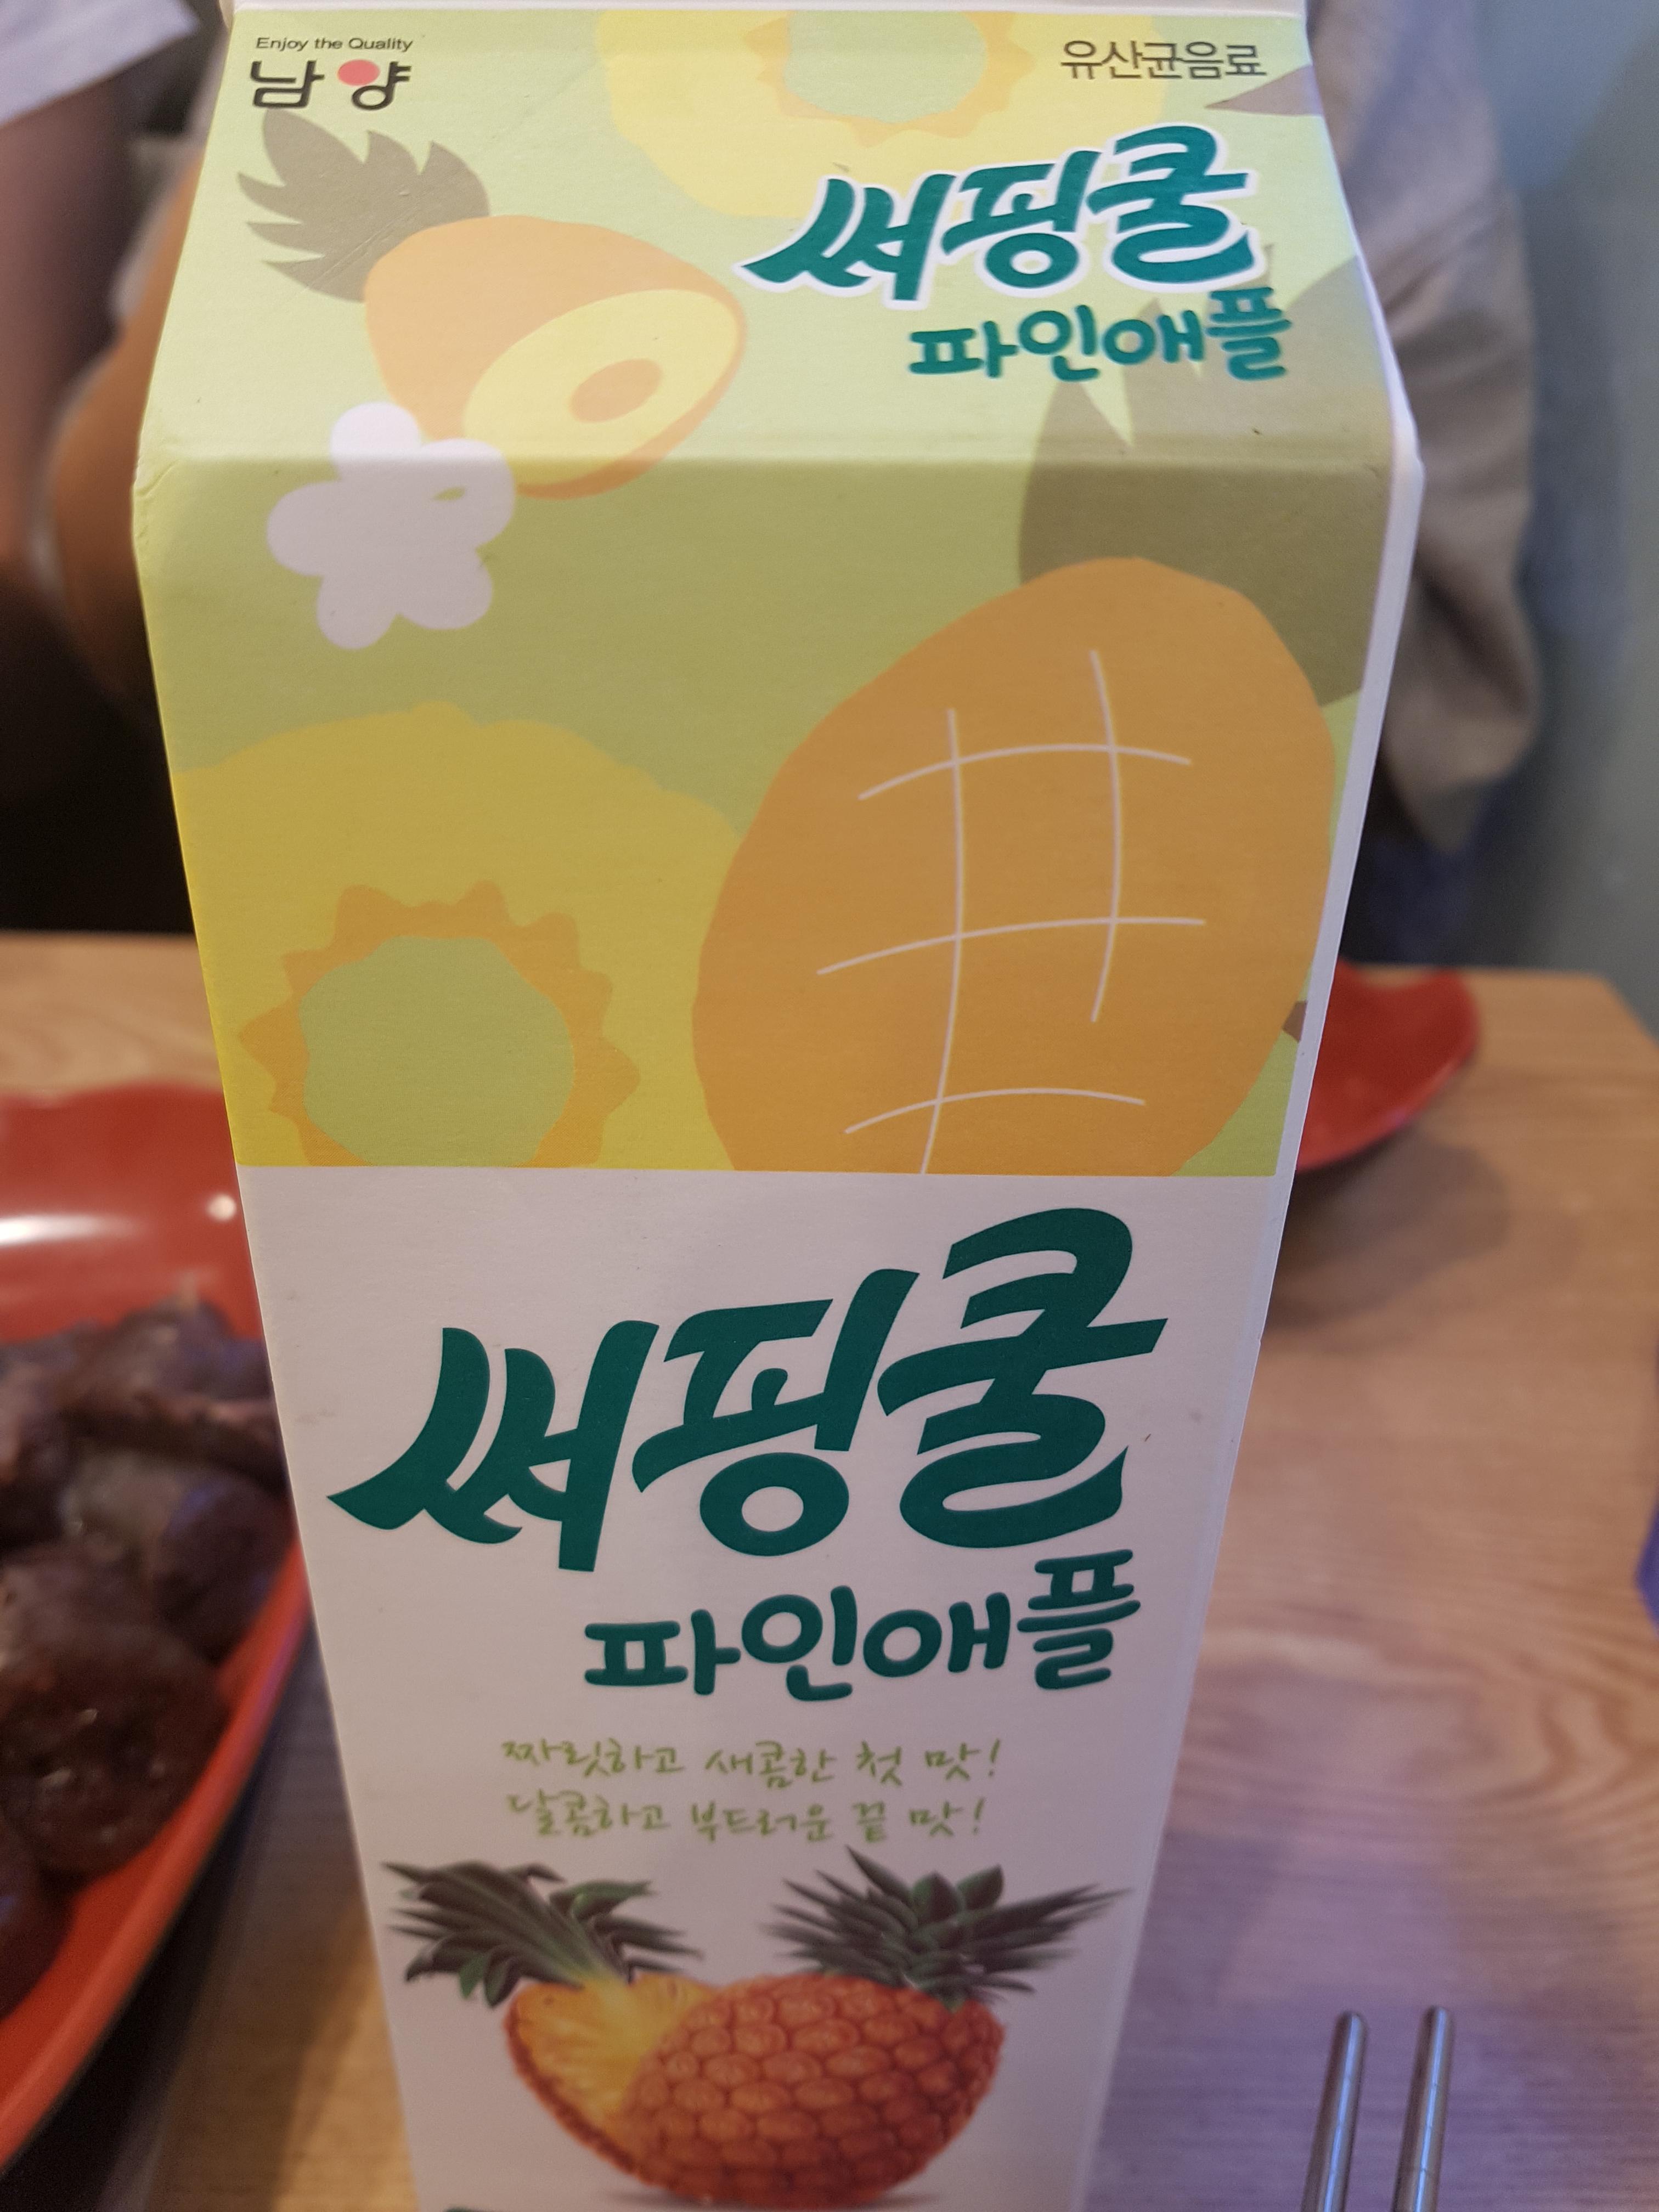 Enjoy the Quality
남양
유산균음료
써핑쿨
파인애플
써핑쿨
파인애플
짜릿하고 새콤한 첫 맛!
달콤하고 부드러운 끝 맛!